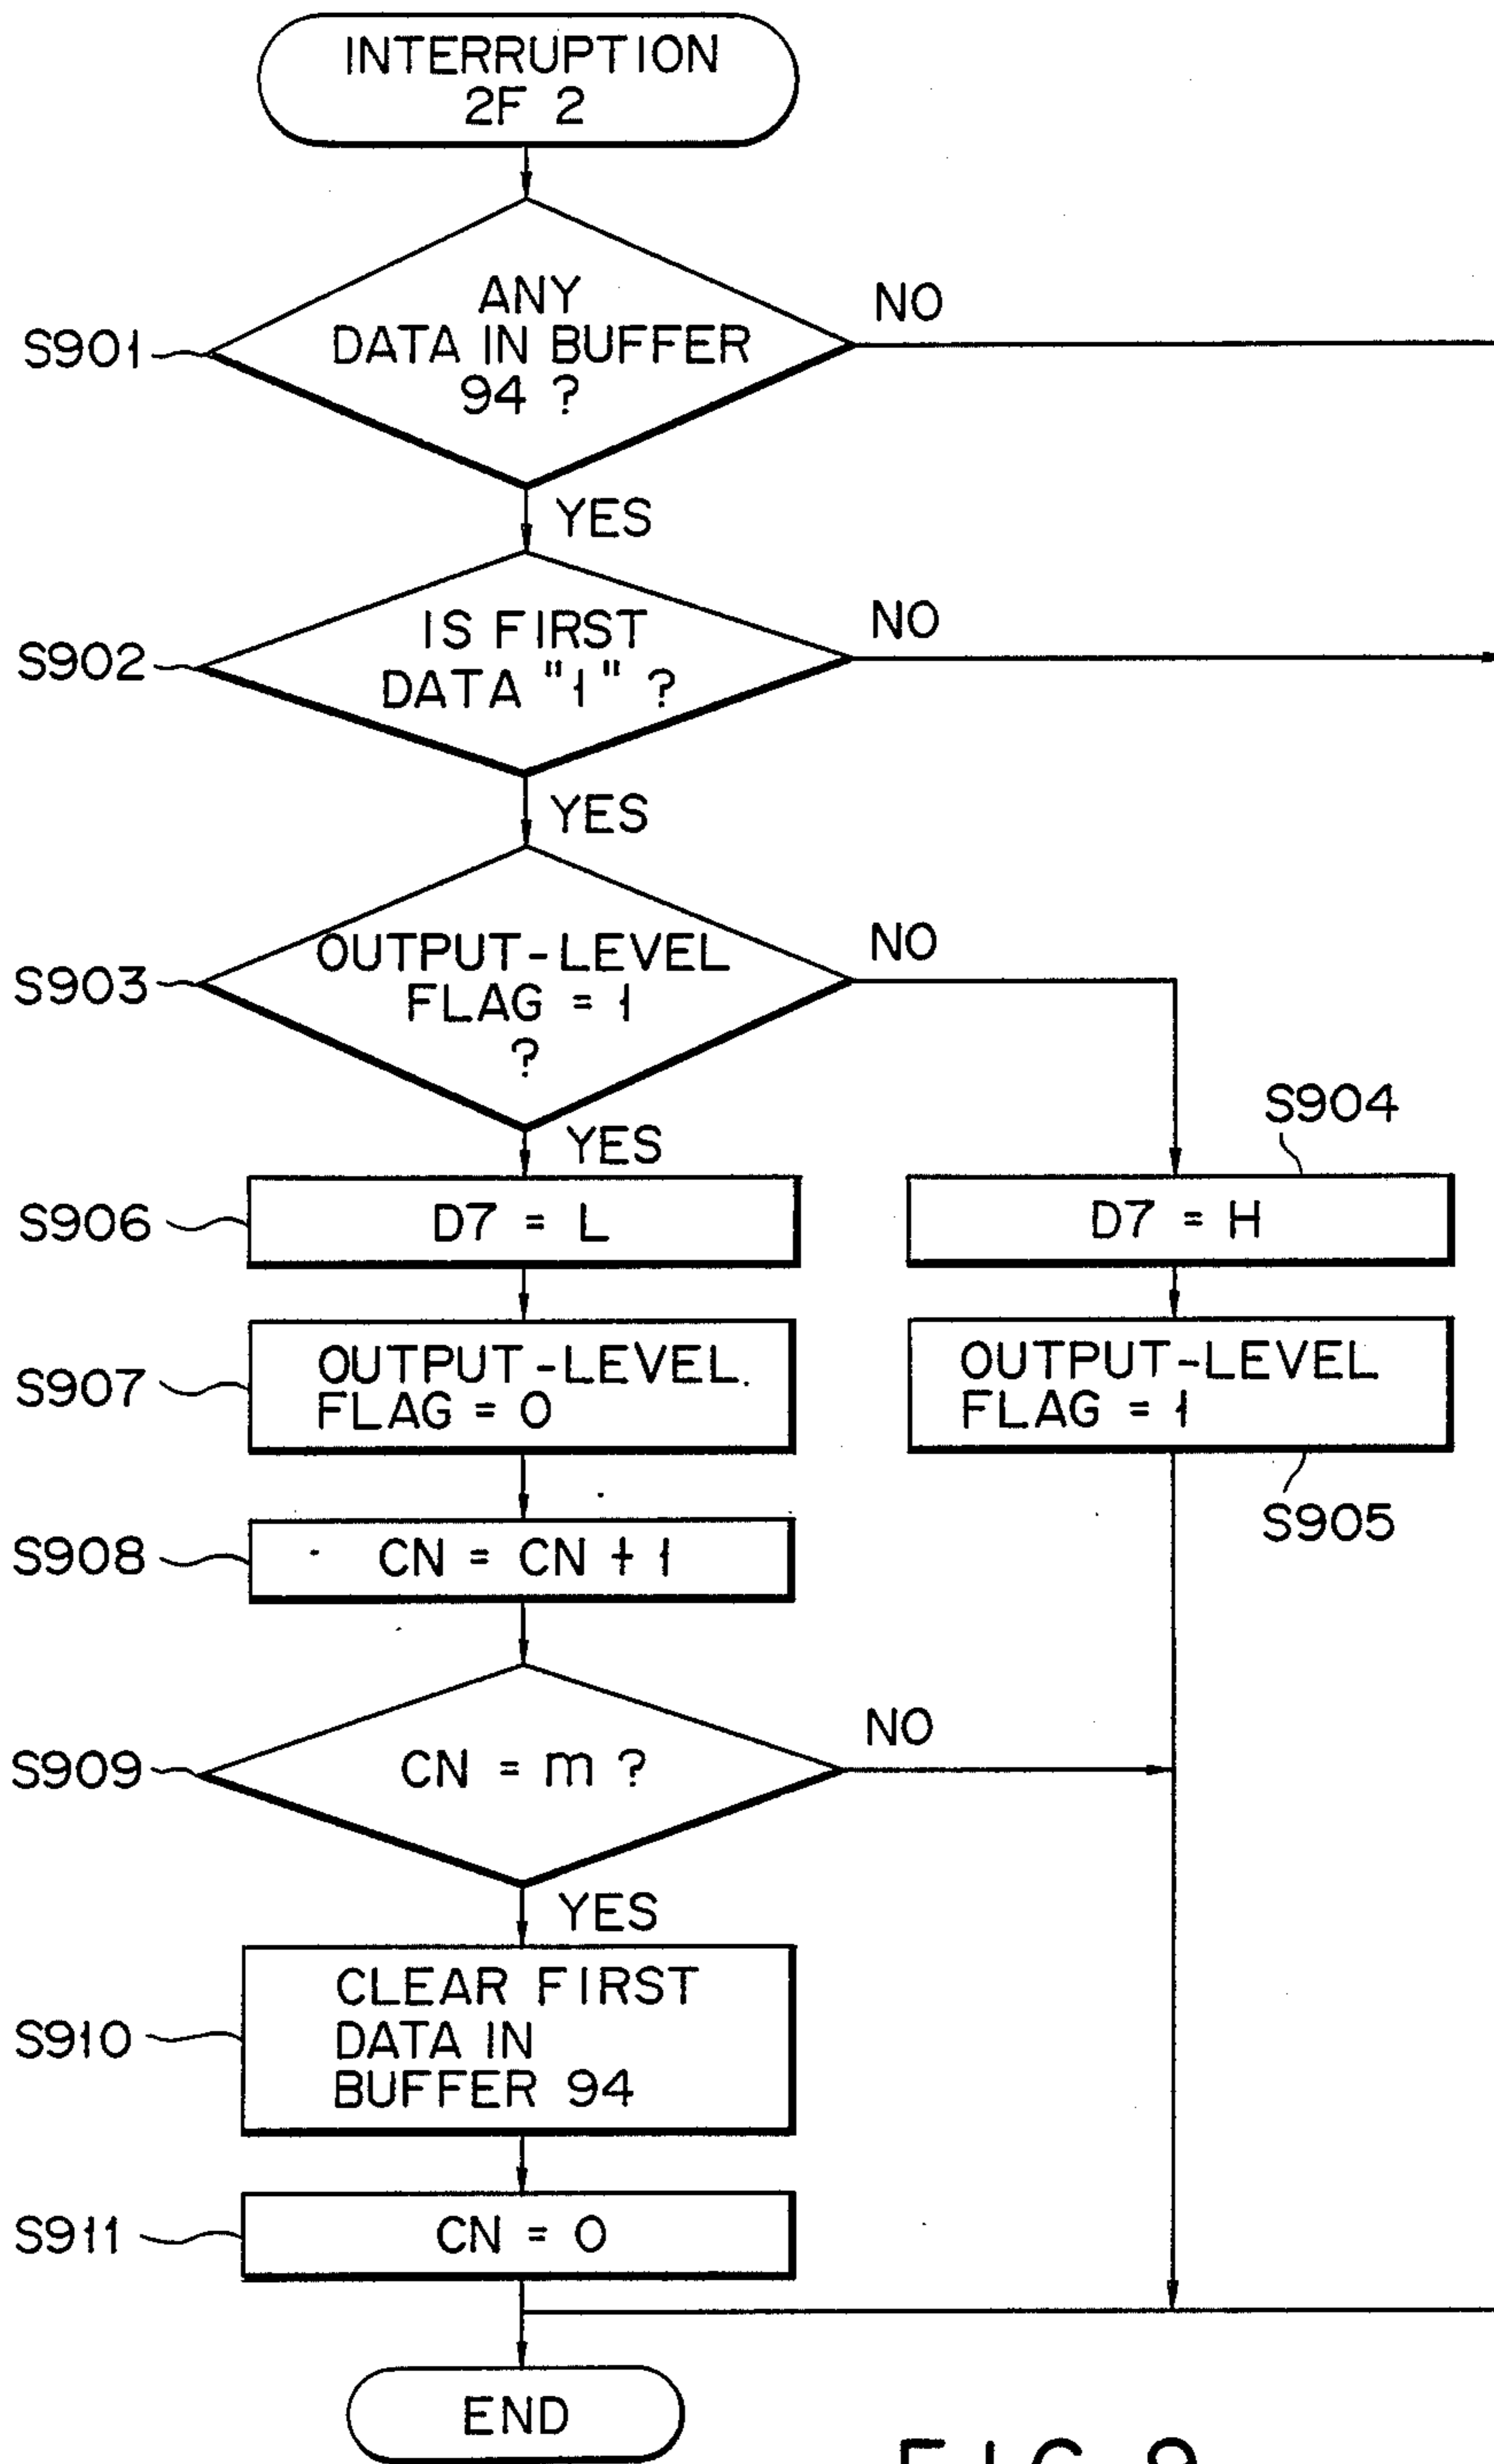 INTERRUPTION
2F 2
S901
ANY
DATA IN BUFFER
94 ?
NO
YES
S902
IS FIRST
DATA "1" ?
NO
YES
S903
OUTPUT-LEVEL
FLAG = 1
?
NO
YES
S904
S906
D7 = L
D7 = H
S907
OUTPUT-LEVEL
FLAG = 0
OUTPUT-LEVEL
FLAG = 1
S905
S908
CN = CN + 1
S909
CN = m ?
NO
YES
S910
CLEAR FIRST
DATA IN
BUFFER 94
S911
CN = 0
END